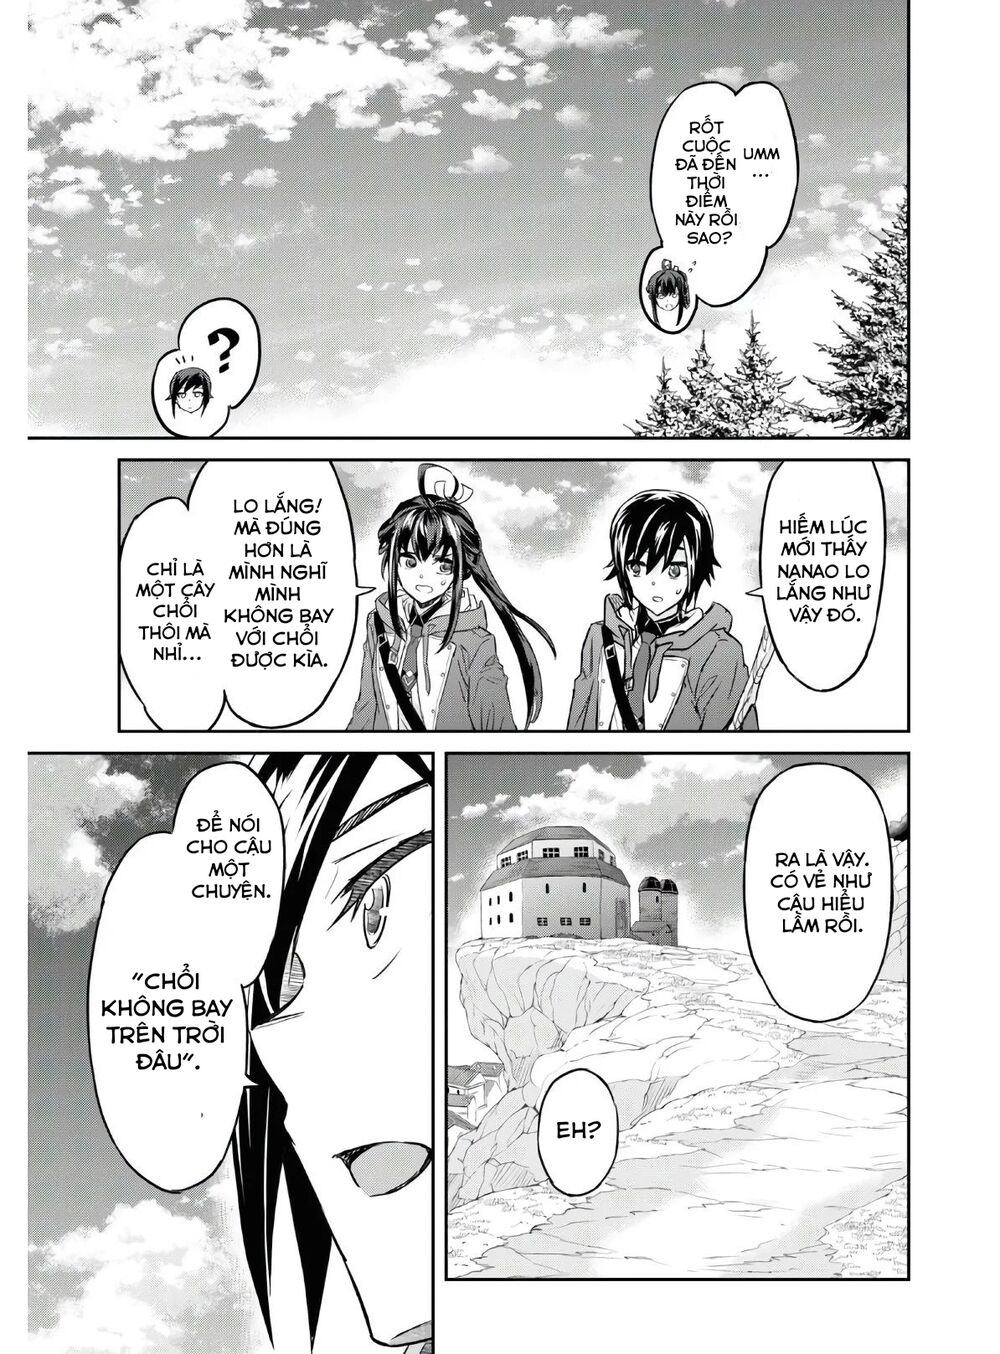 UMM
...
RỐT
CUỘC
ĐÃ ĐẾN
THỜI
ĐIỂM
NÀY RỒI
SAO?
?
HIẾM LÚC
MỚI THẤY
NANAO LO
LẮNG NHƯ
VẬY ĐÓ.
LO LẮNG!
MÀ ĐÚNG
HƠN LÀ
MÌNH NGHĨ
MÌNH
KHÔNG BAY
VỚI CHỔI
ĐƯỢC KÌA.
CHỈ LÀ
MỘT CÂY
CHỔI
THÔI MÀ
NHỈ...
RA LÀ VẬY.
CÓ VẺ NHƯ
CẬU HIỂU
LẦM RỒI.
EH?
ĐỂ NÓI
CHO CẬU
MỘT
CHUYỆN.
"CHỔI
KHÔNG BAY
TRÊN TRỜI
ĐÂU".